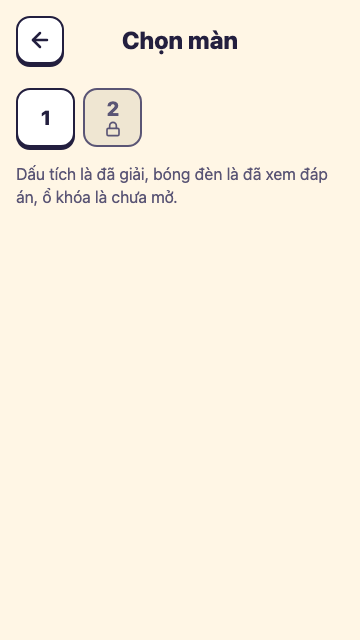 Chọn màn
1
2
Dấu tích là đã giải, bóng đèn là đã xem đáp
án, ổ khóa là chưa mở.